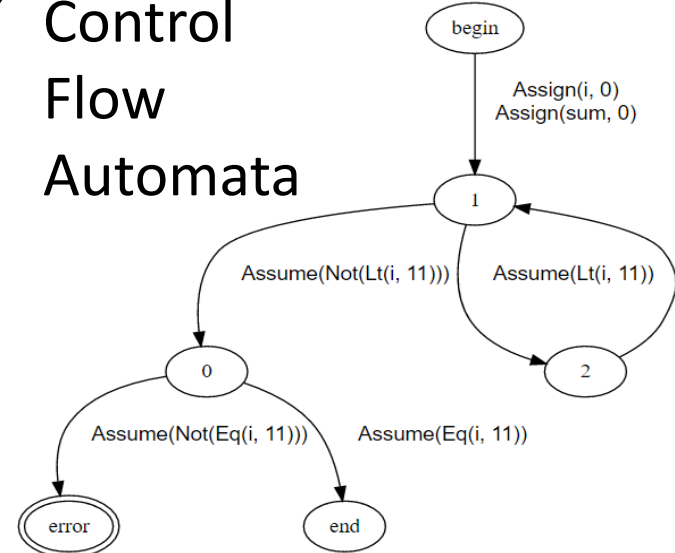 Control
Flow
Automata
begin
Assign(i, 0)
Assign(sum, 0)
1
Assume(Not(Lt(i, 11)))
Assume(Lt(i, 11))
0
2
Assume(Not(Eq(i, 11)))
Assume(Eq(i, 11))
error
end